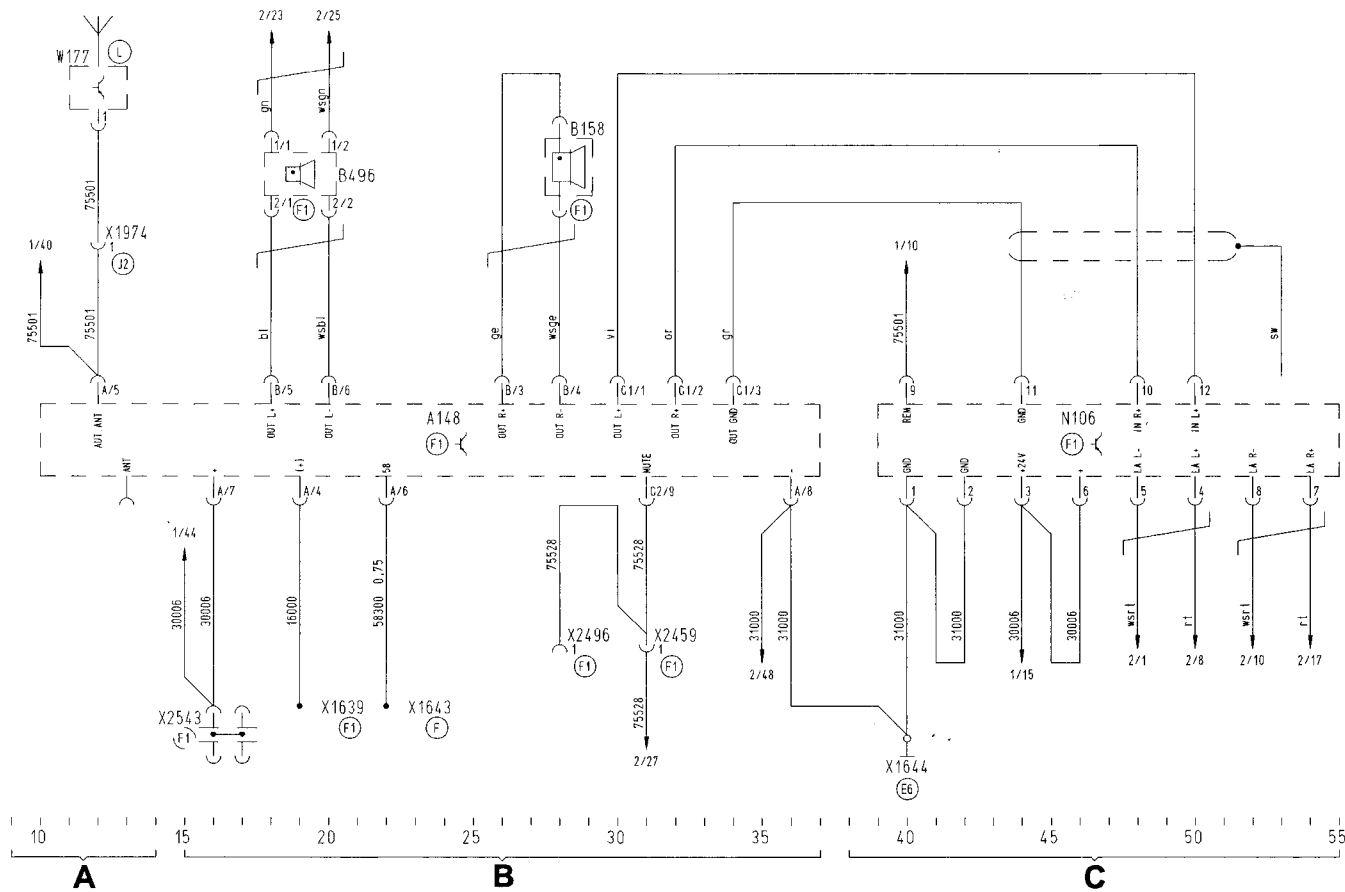 2/23 2/25
W177 L
1
gn wsgn
B158
1/1 1/2
B496
2/1 F1 2/2
F1
75501
X1974
1
J2
1/40
1/10
75501 75501
bl wsbl ge wsge vi or gr
75501
sw
A/5 B/5 B/6 B/3 B/4 C1/1 C1/2 C1/3 9 11 10 12
AUT.ANT OUT L+ OUT L- A148 OUT R+ OUT R- OUT L+ OUT R+ OUT GND REM GND N106 IN R+ IN L+
F1 F1
ANT + (+) 58 MUTE - GND GND +24V + LA L- LA L+ LA R- LA R+
A/7 A/4 A/6 C2/9 A/8 1 2 3 6 5 4 8 7
1/44
30006 30006 16000 58300 0,75 75528 75528 31000 31000 31000 31000 30006 30006 wsrt rt wsrt rt
X2496 X2459
1 1
F1 F1
2/48 1/15 2/1 2/8 2/10 2/17
X2543 X1639 X1643
F1 F1 F
75528
2/27
X1644
E6
10 15 20 25 30 35 40 45 50 55
A B C